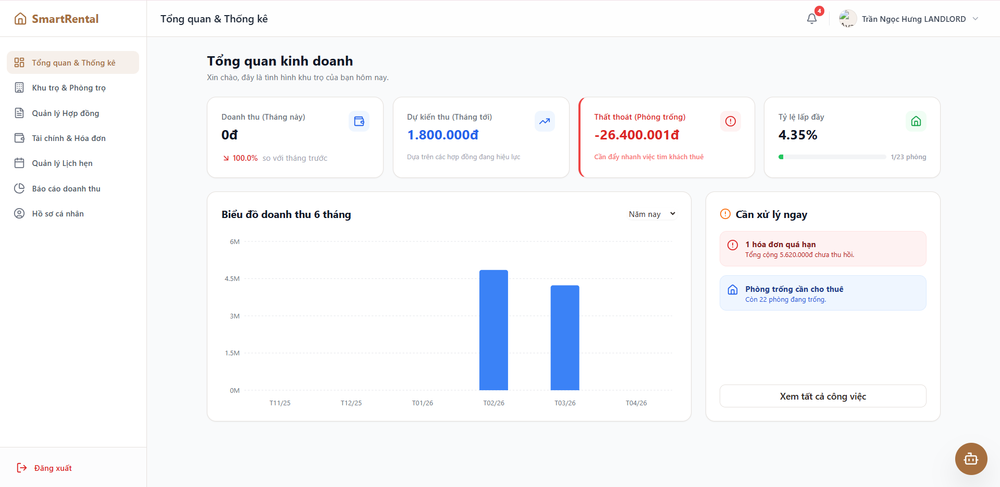 SmartRental
Tổng quan & Thống kê
4
Trần Ngọc Hưng LANDLORD
Tổng quan & Thống kê
Khu trọ & Phòng trọ
Quản lý Hợp đồng
Tài chính & Hóa đơn
Quản lý Lịch hẹn
Báo cáo doanh thu
Hồ sơ cá nhân
Đăng xuất
Tổng quan kinh doanh
Xin chào, đây là tình hình khu trọ của bạn hôm nay.
Doanh thu (Tháng này)
0đ
100.0% so với tháng trước
Dự kiến thu (Tháng tới)
1.800.000đ
Dựa trên các hợp đồng đang hiệu lực
Thất thoát (Phòng trống)
-26.400.001đ
Cần đẩy nhanh việc tìm khách thuê
Tỷ lệ lấp đầy
4.35%
1/23 phòng
Biểu đồ doanh thu 6 tháng
Năm nay
6M
4.5M
3M
1.5M
0M
T11/25
T12/25
T01/26
T02/26
T03/26
T04/26
Cần xử lý ngay
1 hóa đơn quá hạn
Tổng cộng 5.620.000đ chưa thu hồi.
Phòng trống cần cho thuê
Còn 22 phòng đang trống.
Xem tất cả công việc